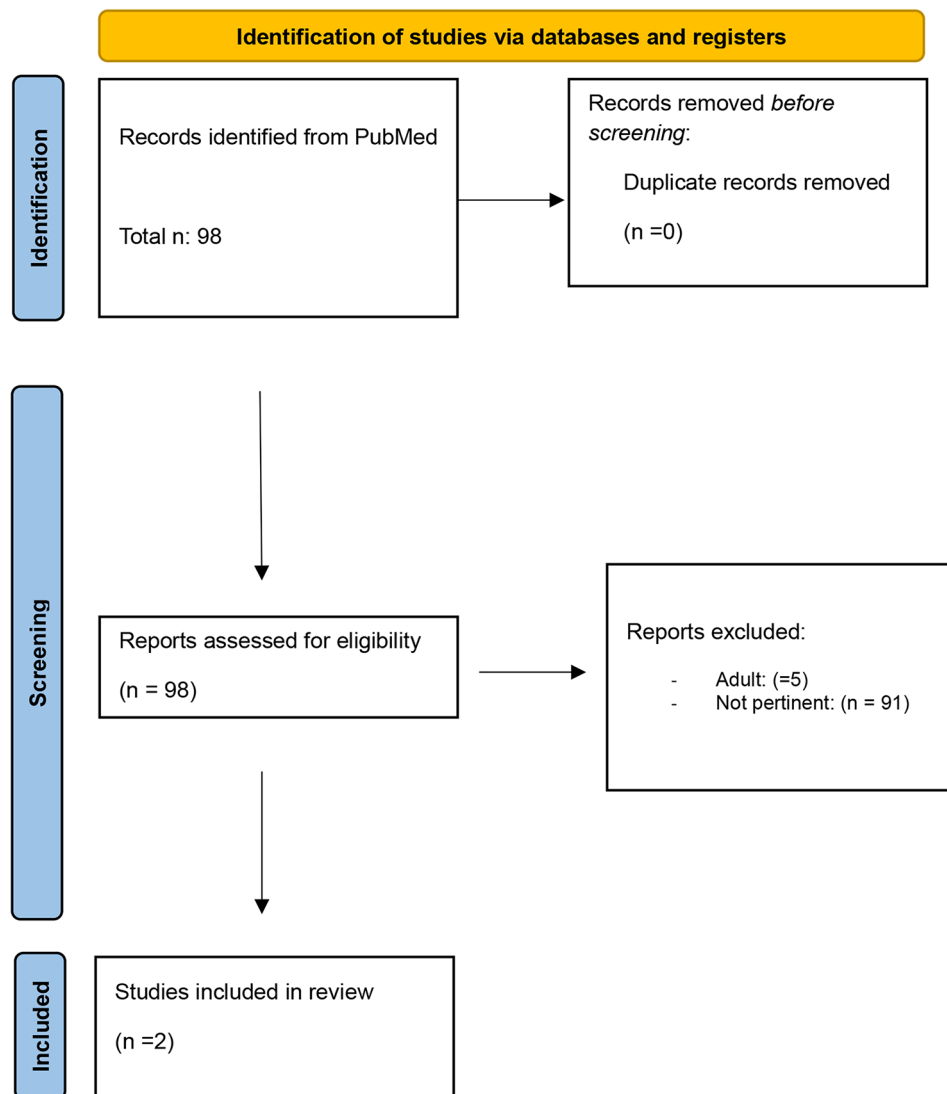 Identification of studies via databases and registers
Identification
Records identified from PubMed
Total n: 98
Records removed before
screening:
Duplicate records removed
(n =0)
Screening
Reports assessed for eligibility
(n = 98)
Reports excluded:
- Adult: (=5)
- Not pertinent: (n = 91)
Included
Studies included in review
(n =2)